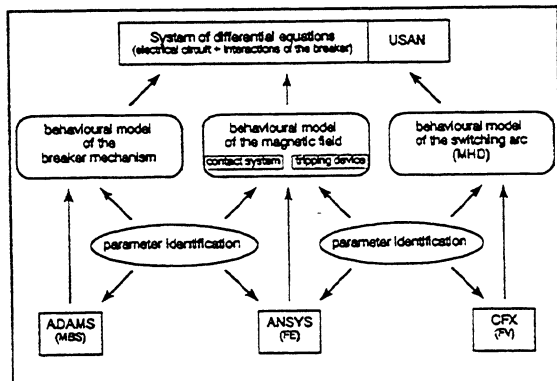 System of differential equations
(electrical circuit + interactions of the breaker)
USAN
behavioural model
of the
breaker mechanism
behavioural model
of the magnetic field
contact system
tripping device
behavioural model
of the switching arc
(MHD)
parameter identification
parameter identification
ADAMS
(MBS)
ANSYS
(FE)
CFX
(FV)